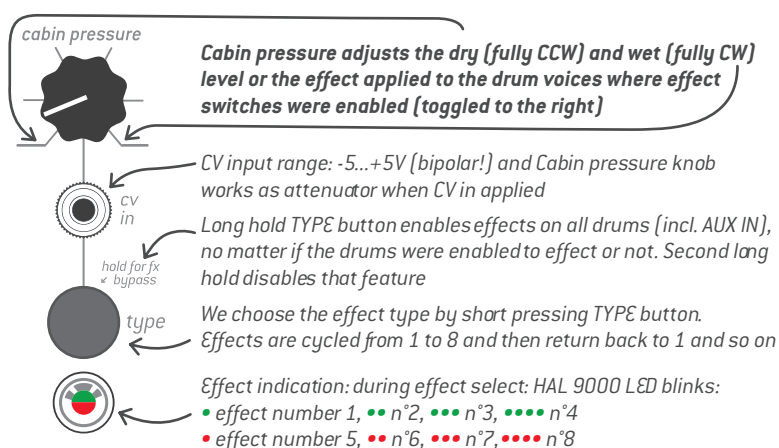 cabin pressure
Cabin pressure adjusts the dry (fully CCW) and wet (fully CW)
level or the effect applied to the drum voices where effect
switches were enabled (toggled to the right)
CV input range: -5...+5V (bipolar!) and Cabin pressure knob
works as attenuator when CV in applied
cv
in
Long hold TYPE button enables effects on all drums (incl. AUX IN),
no matter if the drums were enabled to effect or not. Second long
hold disables that feature
hold for fx
↙ bypass
type
We choose the effect type by short pressing TYPE button.
Effects are cycled from 1 to 8 and then return back to 1 and so on
Effect indication: during effect select: HAL 9000 LED blinks:
• effect number 1, •• n°2, ••• n°3, •••• n°4
• effect number 5, •• n°6, ••• n°7, •••• n°8